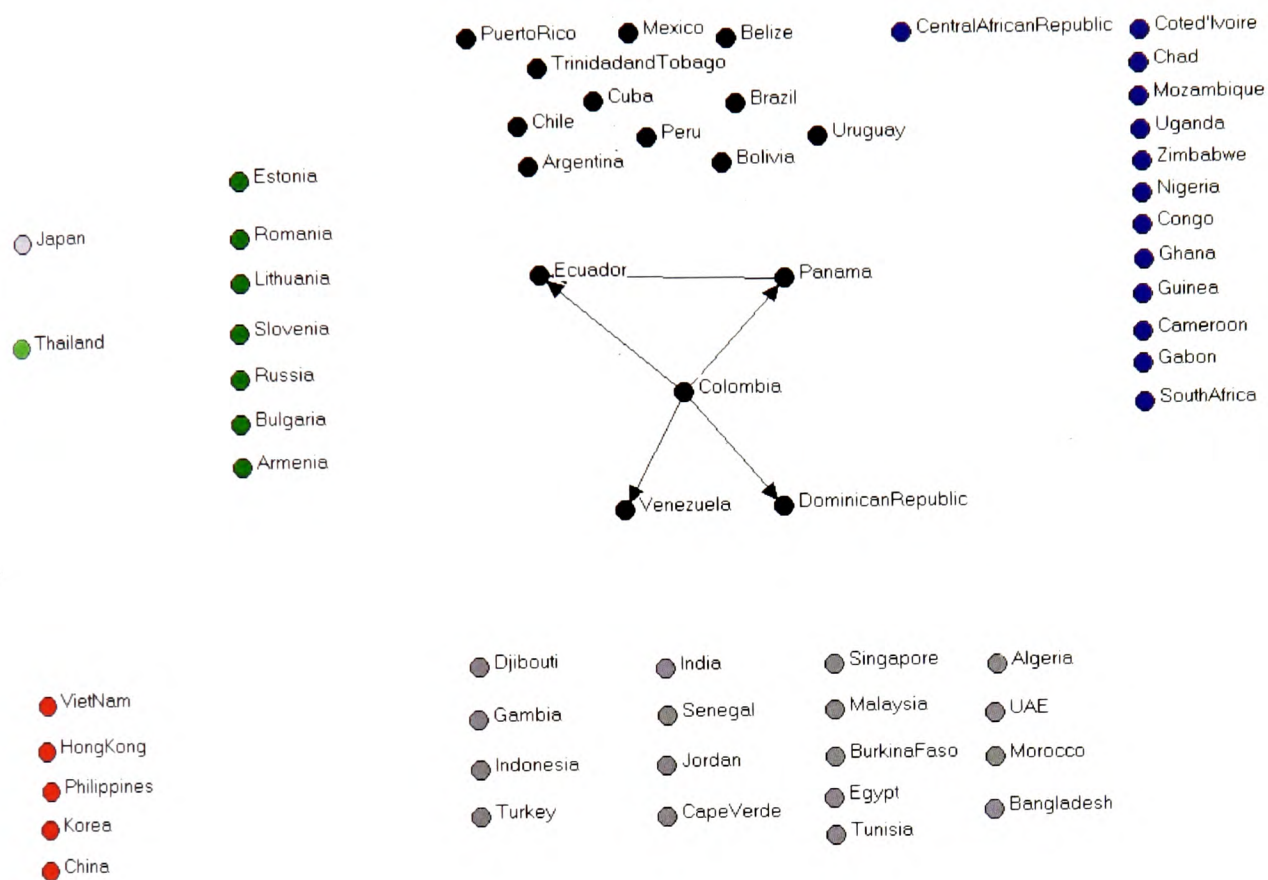 PuertoRico
Mexico
Belize
CentralAfricanRepublic
Coted'Ivoire
TrinidadandTobago
Chad
Cuba
Brazil
Mozambique
Chile
Peru
Uruguay
Uganda
Argentina
Bolivia
Zimbabwe
Estonia
Nigeria
Japan
Romania
Congo
Ecuador
Panama
Ghana
Lithuania
Guinea
Thailand
Slovenia
Cameroon
Russia
Colombia
Gabon
Bulgaria
SouthAfrica
Armenia
Venezuela
DominicanRepublic
Djibouti
India
Singapore
Algeria
VietNam
Gambia
Senegal
Malaysia
UAE
HongKong
Indonesia
Jordan
BurkinaFaso
Morocco
Philippines
Egypt
Korea
Turkey
CapeVerde
Tunisia
Bangladesh
China